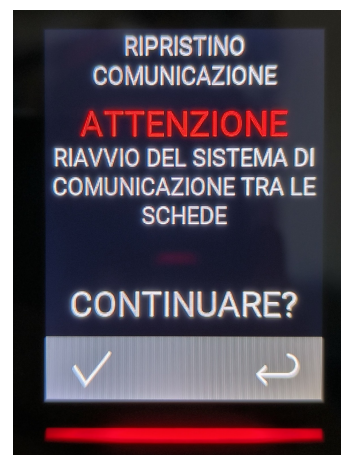 RIPRISTINO
COMUNICAZIONE
ATTENZIONE
RIAVVIO DEL SISTEMA DI
COMUNICAZIONE TRA LE
SCHEDE
CONTINUARE?